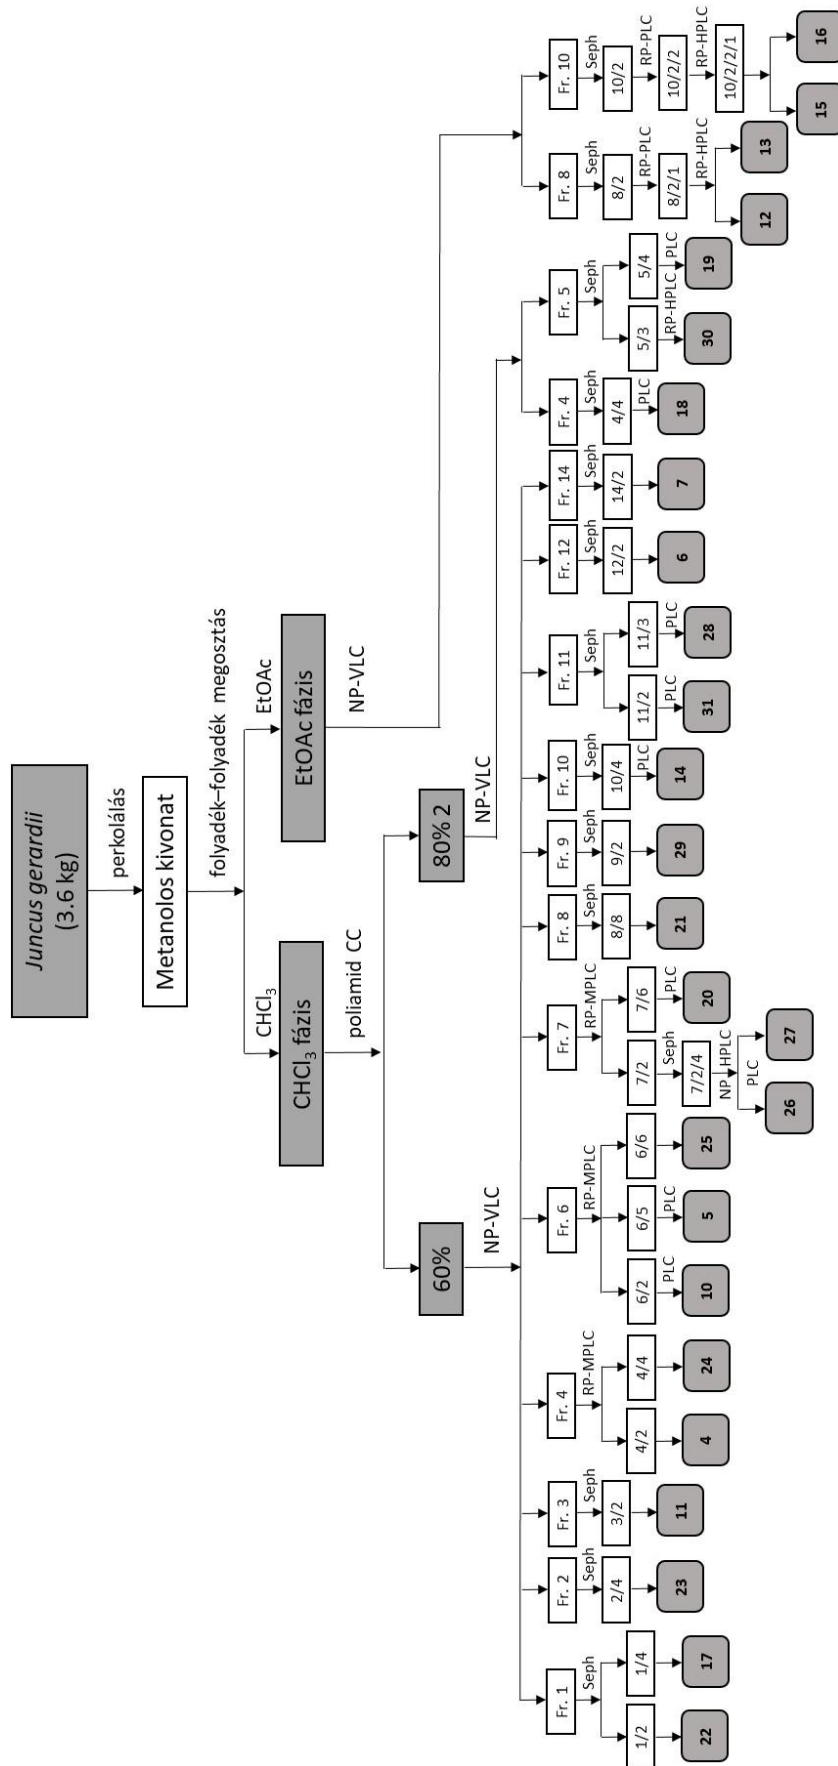 Juncus gerardii
(3.6 kg)
perkolálás
Metanolos kivonat
folyadék–folyadék megosztás
CHCl₃
EtOAc
CHCl₃ fázis
EtOAc fázis
poliamid CC
NP-VLC
60%
80% 2
NP-VLC
NP-VLC
Fr. 1
Fr. 2
Fr. 3
Fr. 4
Fr. 6
Fr. 7
Fr. 8
Fr. 9
Fr. 10
Fr. 11
Fr. 12
Fr. 14
Fr. 4
Fr. 5
Fr. 8
Fr. 10
Seph
Seph
Seph
RP-MPLC
RP-MPLC
RP-MPLC
Seph
Seph
Seph
Seph
Seph
Seph
Seph
Seph
Seph
Seph
1/2
1/4
2/4
3/2
4/2
4/4
6/2
6/5
6/6
7/2
7/6
8/8
9/2
10/4
11/2
11/3
12/2
14/2
4/4
5/3
5/4
8/2
10/2
PLC
PLC
Seph
PLC
PLC
PLC
PLC
PLC
RP-HPLC
PLC
RP-PLC
RP-PLC
7/2/4
8/2/1
10/2/2
NP_HPLC
PLC
RP-HPLC
RP-HPLC
10/2/2/1
22
17
23
11
4
24
10
5
25
26
27
20
21
29
14
31
28
6
7
18
30
19
12
13
15
16